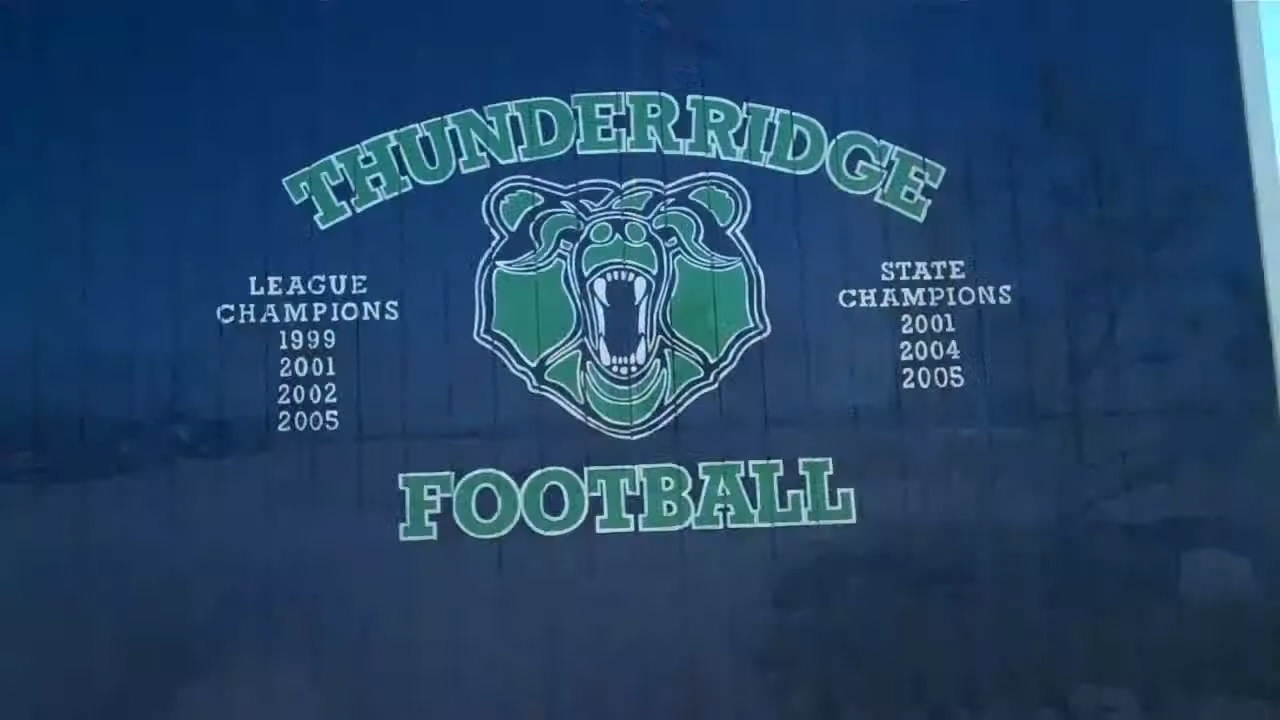 THUNDERRIDGE
LEAGUE
CHAMPIONS
1999
2001
2002
2005
STATE
CHAMPIONS
2001
2004
2005
FOOTBALL